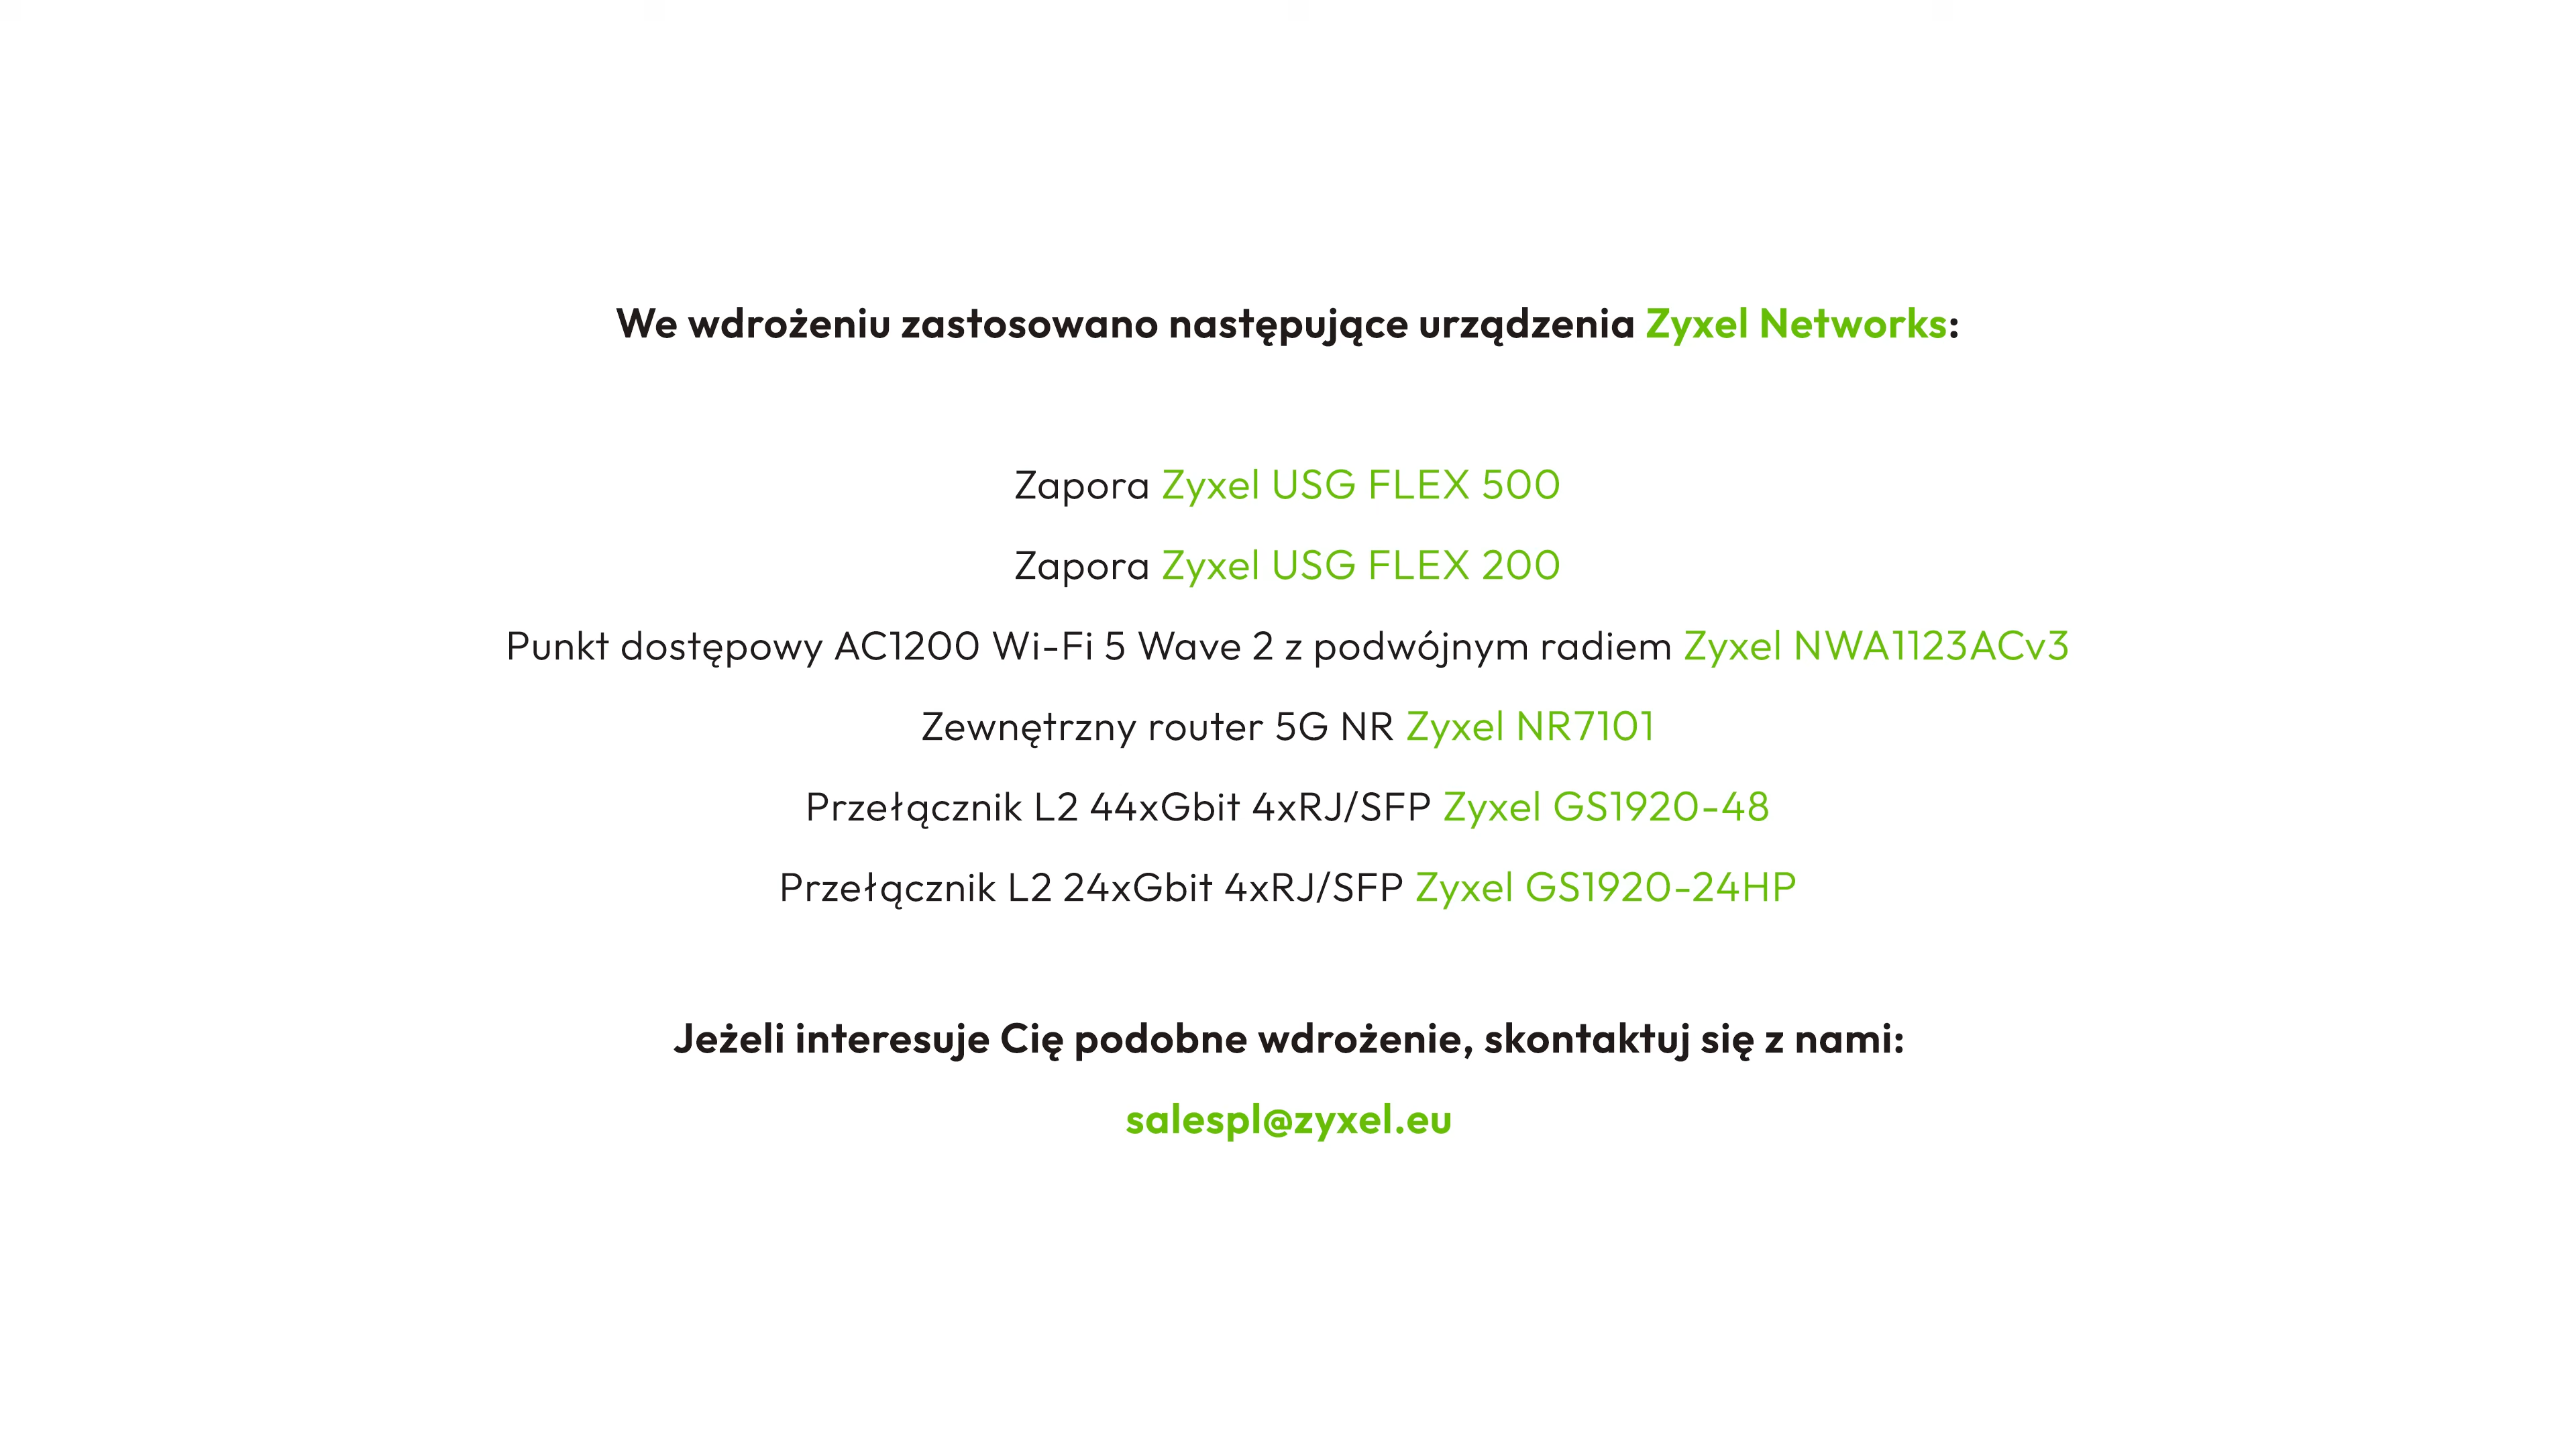 We wdrożeniu zastosowano następujące urządzenia Zyxel Networks:
Zapora Zyxel USG FLEX 500
Zapora Zyxel USG FLEX 200
Punkt dostępowy AC1200 Wi-Fi 5 Wave 2 z podwójnym radiem Zyxel NWA1123ACv3
Zewnętrzny router 5G NR Zyxel NR7101
Przełącznik L2 44xGbit 4xRJ/SFP Zyxel GS1920-48
Przełącznik L2 24xGbit 4xRJ/SFP Zyxel GS1920-24HP
Jeżeli interesuje Cię podobne wdrożenie, skontaktuj się z nami:
salespl@zyxel.eu